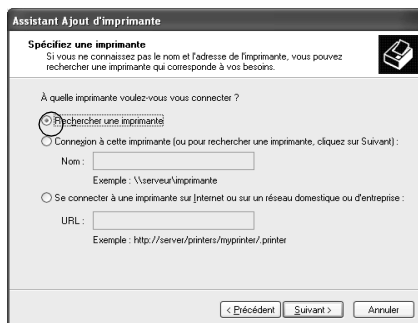 Assistant Ajout d'imprimante
Spécifiez une imprimante
Si vous ne connaissez pas le nom et l'adresse de l'imprimante, vous pouvez
rechercher une imprimante qui corresponde à vos besoins.
À quelle imprimante voulez-vous vous connecter ?
Rechercher une imprimante
Connexion à cette imprimante (ou pour rechercher une imprimante, cliquez sur Suivant) :
Nom :
Exemple : \\serveur\imprimante
Se connecter à une imprimante sur Internet ou sur un réseau domestique ou d'entreprise :
URL :
Exemple : http://server/printers/myprinter/.printer
< Précédent Suivant > Annuler